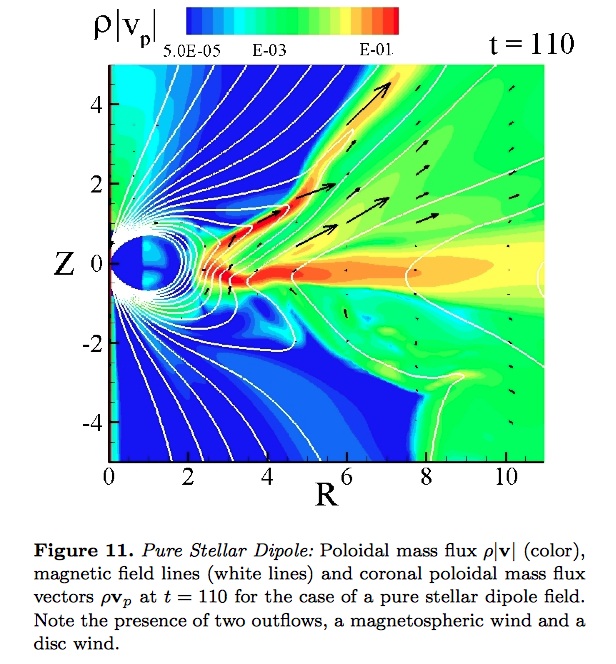 ρ|v_p|
5.0E-05 E-03 E-01
t = 110
4
2
Z 0
-2
-4
0 2 4 6 8 10
R
Figure 11. Pure Stellar Dipole: Poloidal mass flux ρ|v| (color),
magnetic field lines (white lines) and coronal poloidal mass flux
vectors ρv_p at t = 110 for the case of a pure stellar dipole field.
Note the presence of two outflows, a magnetospheric wind and a
disc wind.